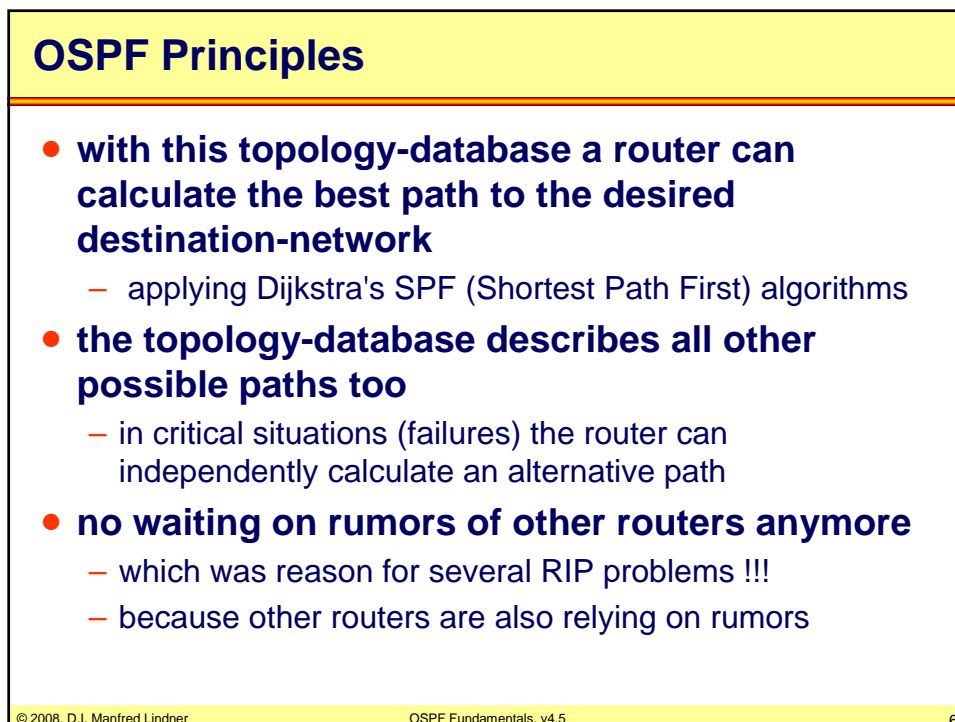 OSPF Principles
• with this topology-database a router can
calculate the best path to the desired
destination-network
– applying Dijkstra's SPF (Shortest Path First) algorithms
• the topology-database describes all other
possible paths too
– in critical situations (failures) the router can
independently calculate an alternative path
• no waiting on rumors of other routers anymore
– which was reason for several RIP problems !!!
– because other routers are also relying on rumors
© 2008, D.I. Manfred Lindner OSPF Fundamentals, v4.5 6